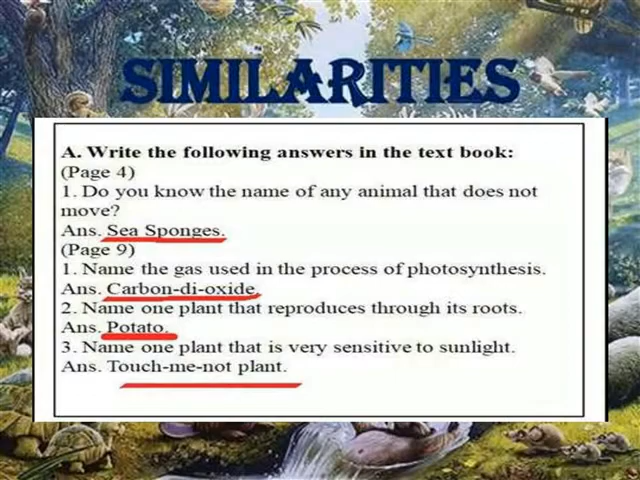 SIMILARITIES
A. Write the following answers in the text book:
(Page 4)
1. Do you know the name of any animal that does not
move?
Ans. Sea Sponges.
(Page 9)
1. Name the gas used in the process of photosynthesis.
Ans. Carbon-di-oxide.
2. Name one plant that reproduces through its roots.
Ans. Potato.
3. Name one plant that is very sensitive to sunlight.
Ans. Touch-me-not plant.